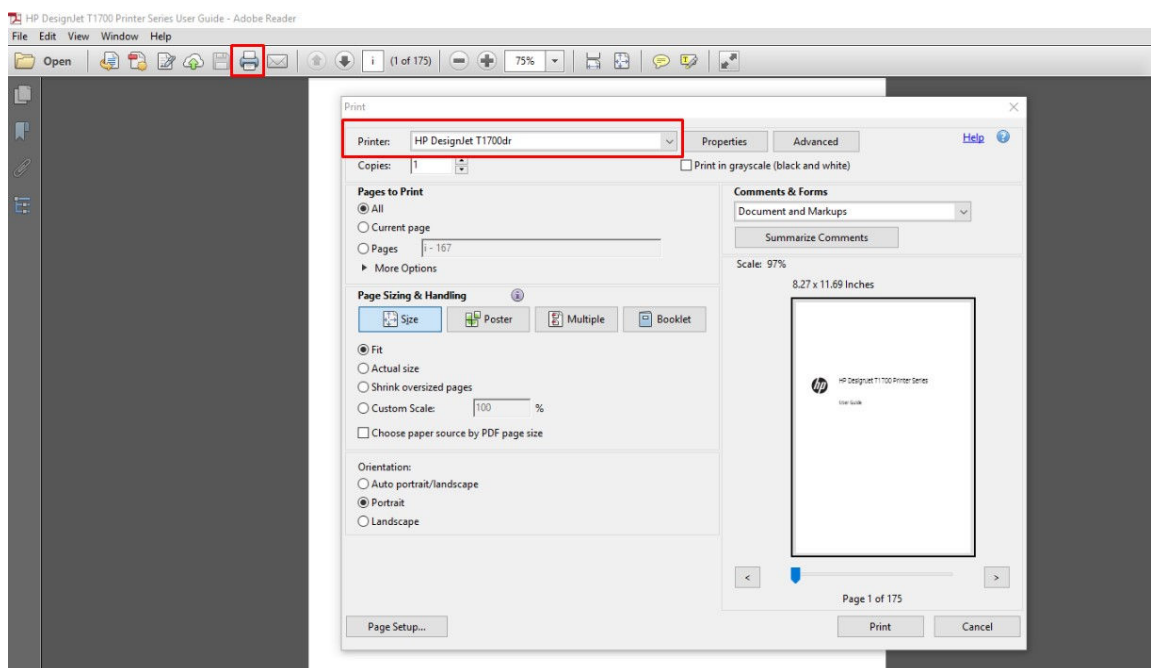 HP DesignJet T1700 Printer Series User Guide - Adobe Reader
File Edit View Window Help
Open i (1 of 175) 75%
Print
Printer: HP DesignJet T1700dr Properties Advanced Help
Copies: 1 Print in grayscale (black and white)
Pages to Print
All
Current page
Pages i - 167
More Options
Comments & Forms
Document and Markups
Summarize Comments
Page Sizing & Handling
Size Poster Multiple Booklet
Fit
Actual size
Shrink oversized pages
Custom Scale: 100 %
Choose paper source by PDF page size
Orientation:
Auto portrait/landscape
Portrait
Landscape
Scale: 97%
8.27 x 11.69 Inches
hp
HP DesignJet T1700 Printer Series
User Guide
< >
Page 1 of 175
Page Setup... Print Cancel